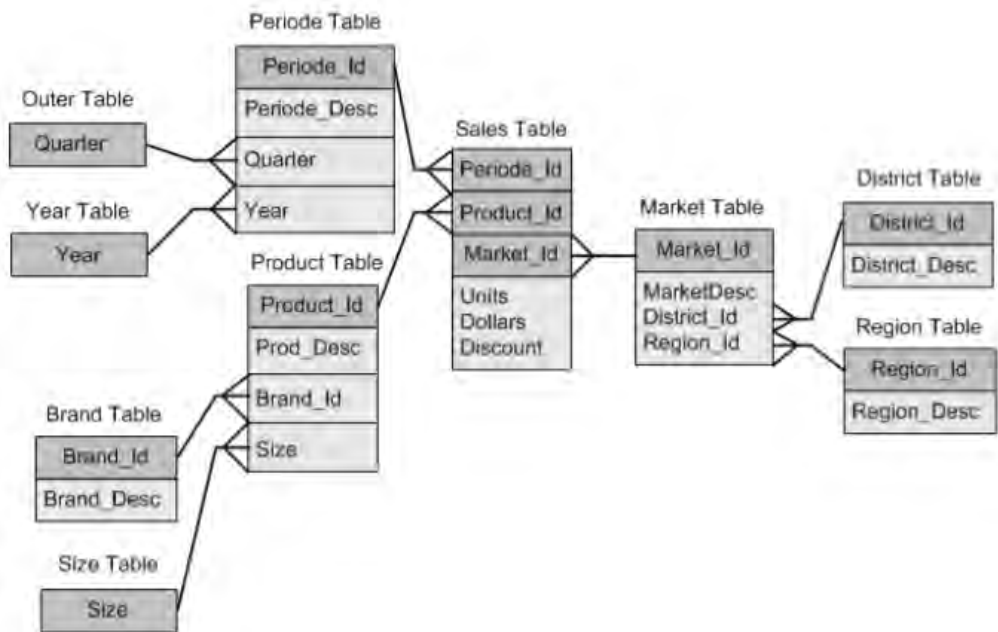 Periode Table
Periode_Id
Periode_Desc
Quarter
Year
Outer Table
Quarter
Year Table
Year
Sales Table
Periode_Id
Product_Id
Market_Id
Units
Dollars
Discount
Market Table
Market_Id
MarketDesc
District_Id
Region_Id
District Table
District_Id
District_Desc
Region Table
Region_Id
Region_Desc
Product Table
Product_Id
Prod_Desc
Brand_Id
Size
Brand Table
Brand_Id
Brand_Desc
Size Table
Size